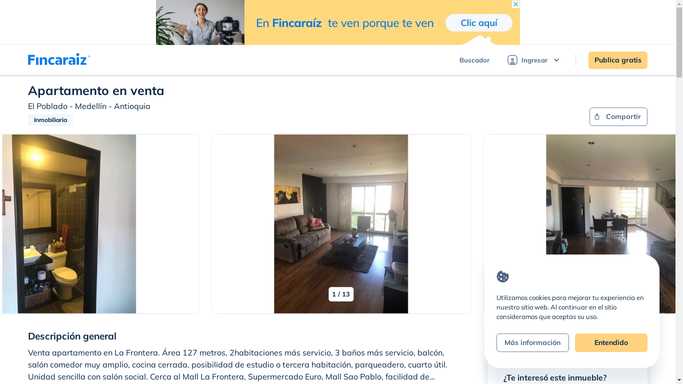 En Fincaraíz te ven porque te ven
Clic aquí
Fincaraiz
Buscador
Ingresar
Publica gratis
Apartamento en venta
El Poblado - Medellín - Antioquia
Inmobiliaria
Compartir
1 / 13
Utilizamos cookies para mejorar tu experiencia en
nuestro sitio web. Al continuar en el sitio
consideramos que aceptas su uso.
Más información
Entendido
Descripción general
Venta apartamento en La Frontera. Área 127 metros, 2habitaciones más servicio, 3 baños más servicio, balcón,
salón comedor muy amplio, cocina cerrada, posibilidad de estudio o tercera habitación, parqueadero, cuarto útil.
Unidad sencilla con salón social. Cerca al Mall La Frontera, Supermercado Euro, Mall Sao Pablo, facilidad de...
¿Te interesó este inmueble?